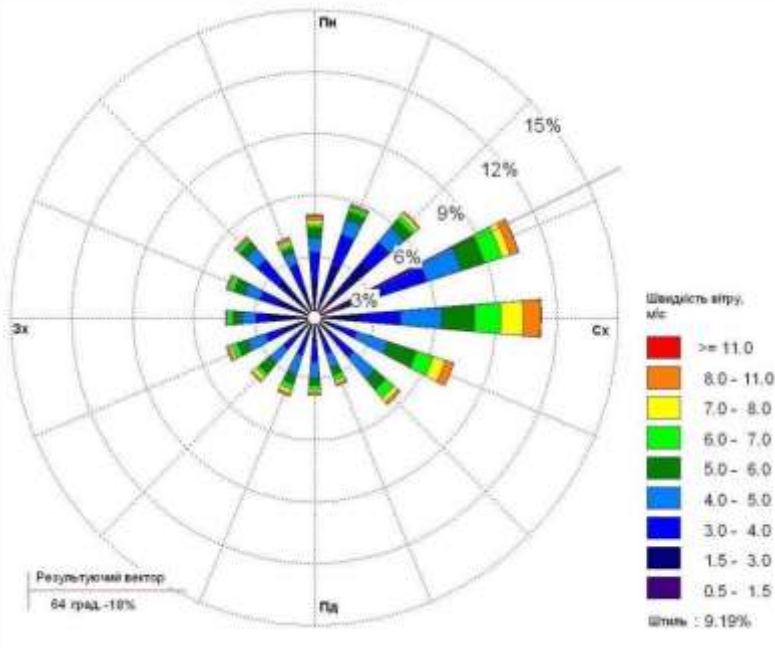 Пн
15%
12%
9%
6%
3%
Зх
Сх
Пд
Швидкість вітру,
м/с
>= 11.0
8.0 - 11.0
7.0 - 8.0
6.0 - 7.0
5.0 - 6.0
4.0 - 5.0
3.0 - 4.0
1.5 - 3.0
0.5 - 1.5
Штиль : 9.19%
Результуючий вектор
64 град.-18%